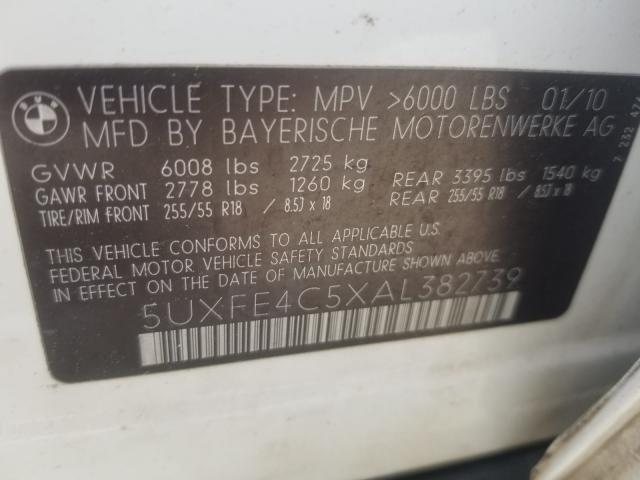 BMW
VEHICLE TYPE: MPV >6000 LBS 01/10
MFD BY BAYERISCHE MOTORENWERKE AG
GVWR 6008 lbs 2725 kg
GAWR FRONT 2778 lbs 1260 kg REAR 3395 lbs 1540 kg
TIRE/RIM FRONT 255/55 R18 / 8.5J x 18 REAR 255/55 R18 / 8.5J x 18
THIS VEHICLE CONFORMS TO ALL APPLICABLE U.S.
FEDERAL MOTOR VEHICLE SAFETY STANDARDS
IN EFFECT ON THE DATE OF MANUFACTURE SHOWN ABOVE.
5UXFE4C5XAL382739
7 232